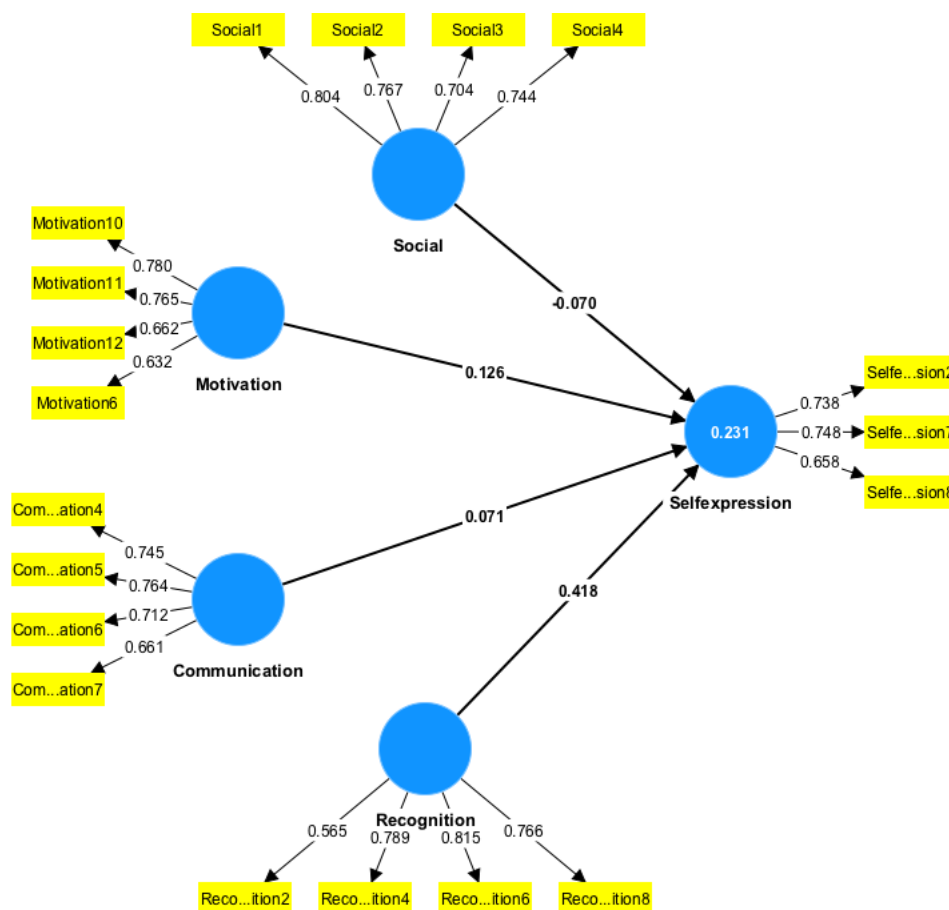 Social1 Social2 Social3 Social4
0.804 0.767 0.704 0.744
Social
Motivation10
Motivation11
Motivation12
Motivation6
0.780
0.765
0.662
0.632
Motivation
-0.070
0.126
Selfe...sion2
Selfe...sion7
Selfe...sion8
0.738
0.748
0.658
0.231
Selfexpression
Com...ation4
Com...ation5
Com...ation6
Com...ation7
0.745
0.764
0.712
0.661
Communication
0.071
0.418
Recognition
0.565 0.789 0.815 0.766
Reco...ition2 Reco...ition4 Reco...ition6 Reco...ition8